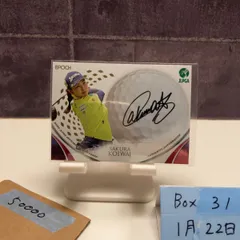 EPOCH
JLPGA
SAKURA
KOIWAI
50000
Box 31
1月22日